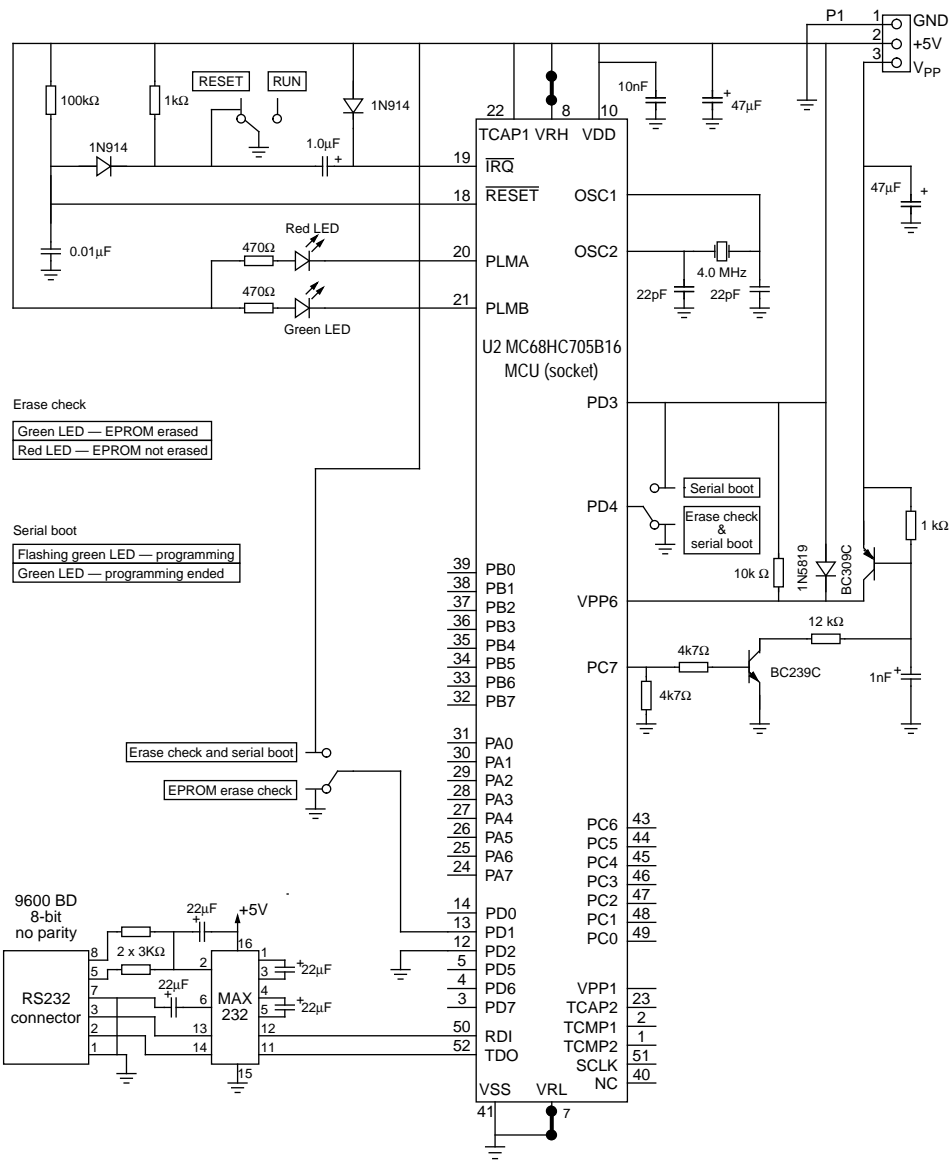 P1
1
GND
2
+5V
3
VPP
100kΩ
1kΩ
RESET
RUN
1N914
10nF
47µF
22
8
10
TCAP1
VRH
VDD
1N914
1.0µF
+
+
19
IRQ
18
RESET
OSC1
47µF
+
0.01µF
Red LED
470Ω
20
PLMA
OSC2
4.0 MHz
470Ω
21
PLMB
22pF
22pF
Green LED
U2 MC68HC705B16
MCU (socket)
Erase check
Green LED — EPROM erased
Red LED — EPROM not erased
PD3
Serial boot
PD4
Erase check
&
serial boot
1 kΩ
Serial boot
Flashing green LED — programming
Green LED — programming ended
10k Ω
1N5819
BC309C
VPP6
39
PB0
38
PB1
37
PB2
36
PB3
35
PB4
34
PB5
33
PB6
32
PB7
12 kΩ
PC7
4k7Ω
BC239C
4k7Ω
1nF
+
31
PA0
30
PA1
29
PA2
28
PA3
27
PA4
26
PA5
25
PA6
24
PA7
Erase check and serial boot
EPROM erase check
PC6
43
PC5
44
PC4
45
PC3
46
PC2
47
PC1
48
PC0
49
14
PD0
13
PD1
12
PD2
5
PD5
4
PD6
3
PD7
50
RDI
52
TDO
VPP1
TCAP2
23
TCMP1
2
TCMP2
1
SCLK
51
NC
40
9600 BD
8-bit
no parity
22µF
+
+5V
16
8
5
7
3
2
1
2 x 3KΩ
22µF
+
RS232
connector
2
6
13
14
MAX
232
1
3
4
5
12
11
15
+
22µF
+
22µF
VSS
VRL
41
7